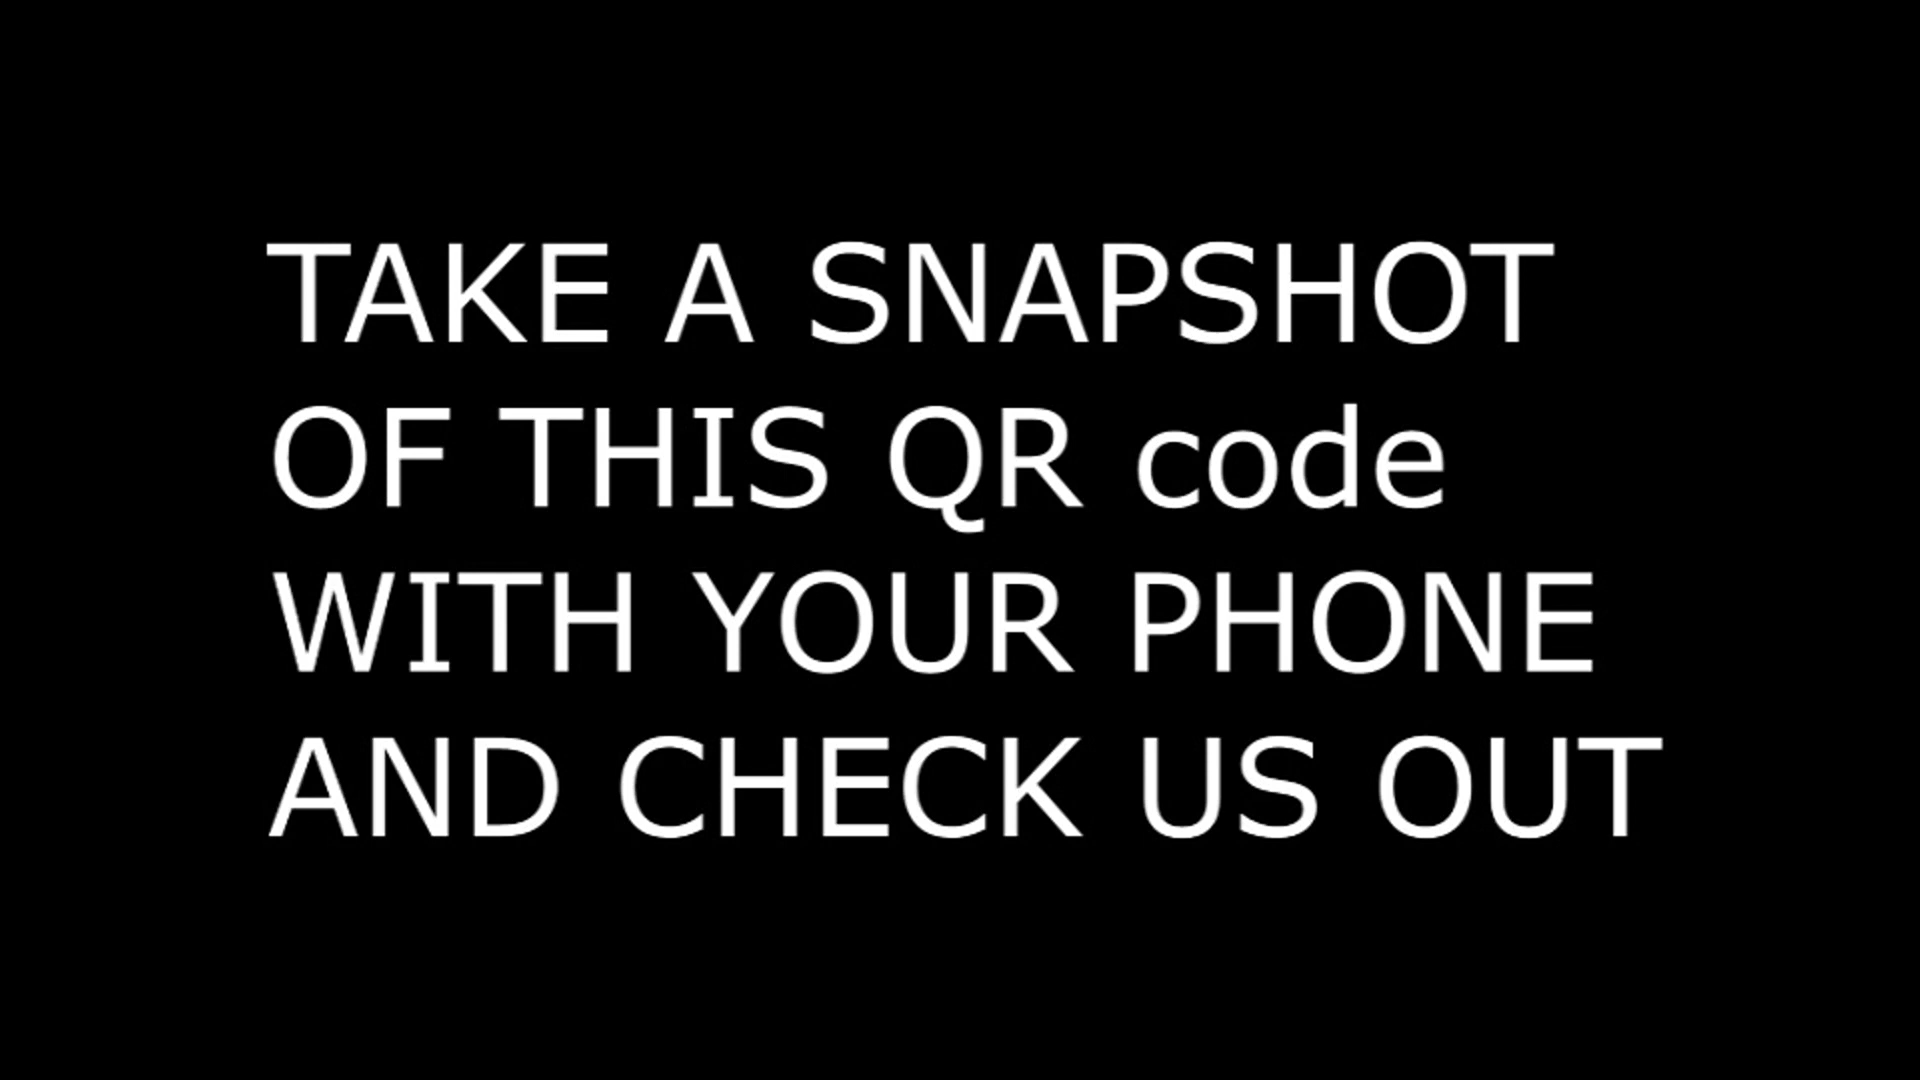 TAKE A SNAPSHOT
OF THIS QR code
WITH YOUR PHONE
AND CHECK US OUT